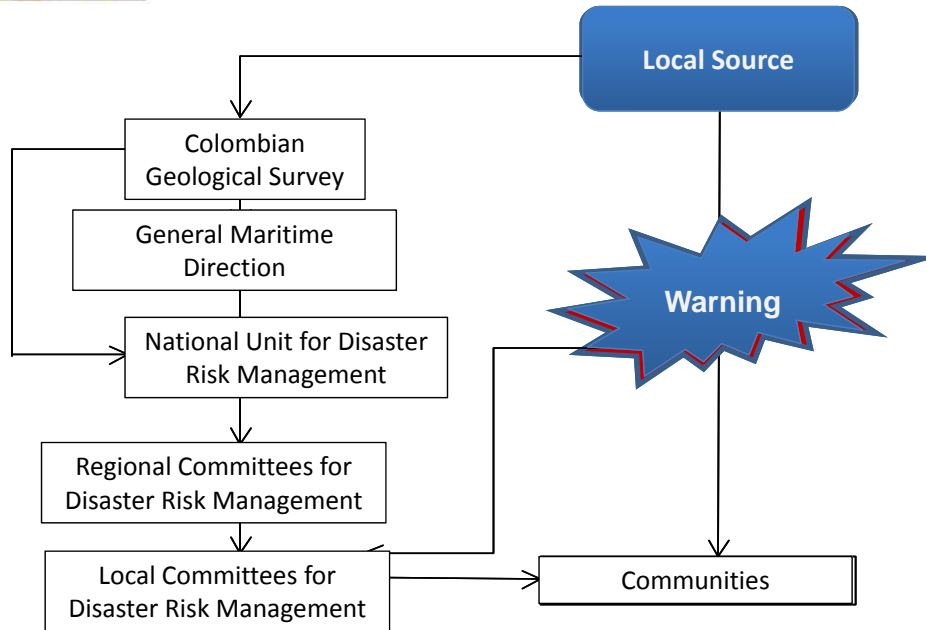 Local Source
Colombian
Geological Survey
General Maritime
Direction
Warning
National Unit for Disaster
Risk Management
Regional Committees for
Disaster Risk Management
Local Committees for
Disaster Risk Management
Communities